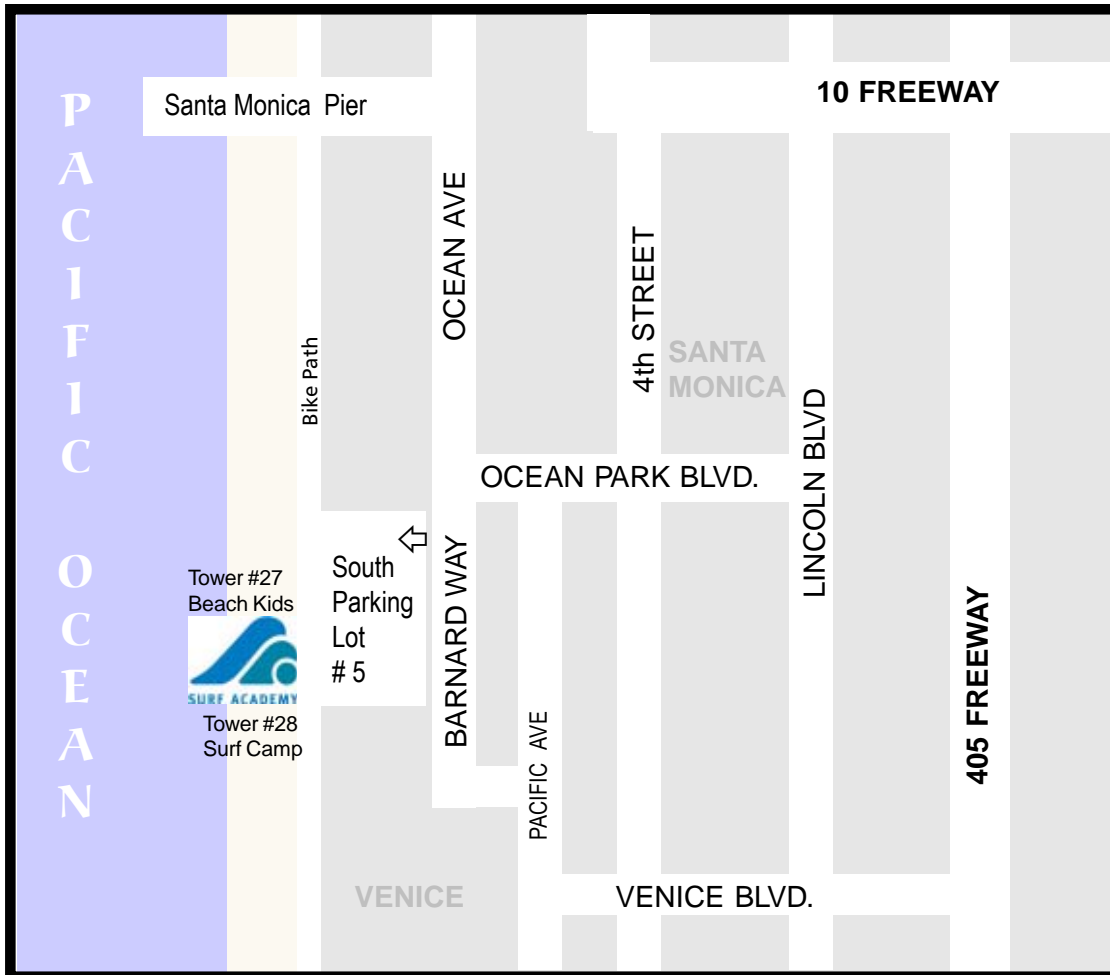 PACIFIC OCEAN
Santa Monica Pier
10 FREEWAY
OCEAN AVE
4th STREET
SANTA
MONICA
Bike Path
LINCOLN BLVD
OCEAN PARK BLVD.
South
Parking
Lot
# 5
BARNARD WAY
Tower #27
Beach Kids
SURF ACADEMY
Tower #28
Surf Camp
405 FREEWAY
PACIFIC AVE
VENICE
VENICE BLVD.